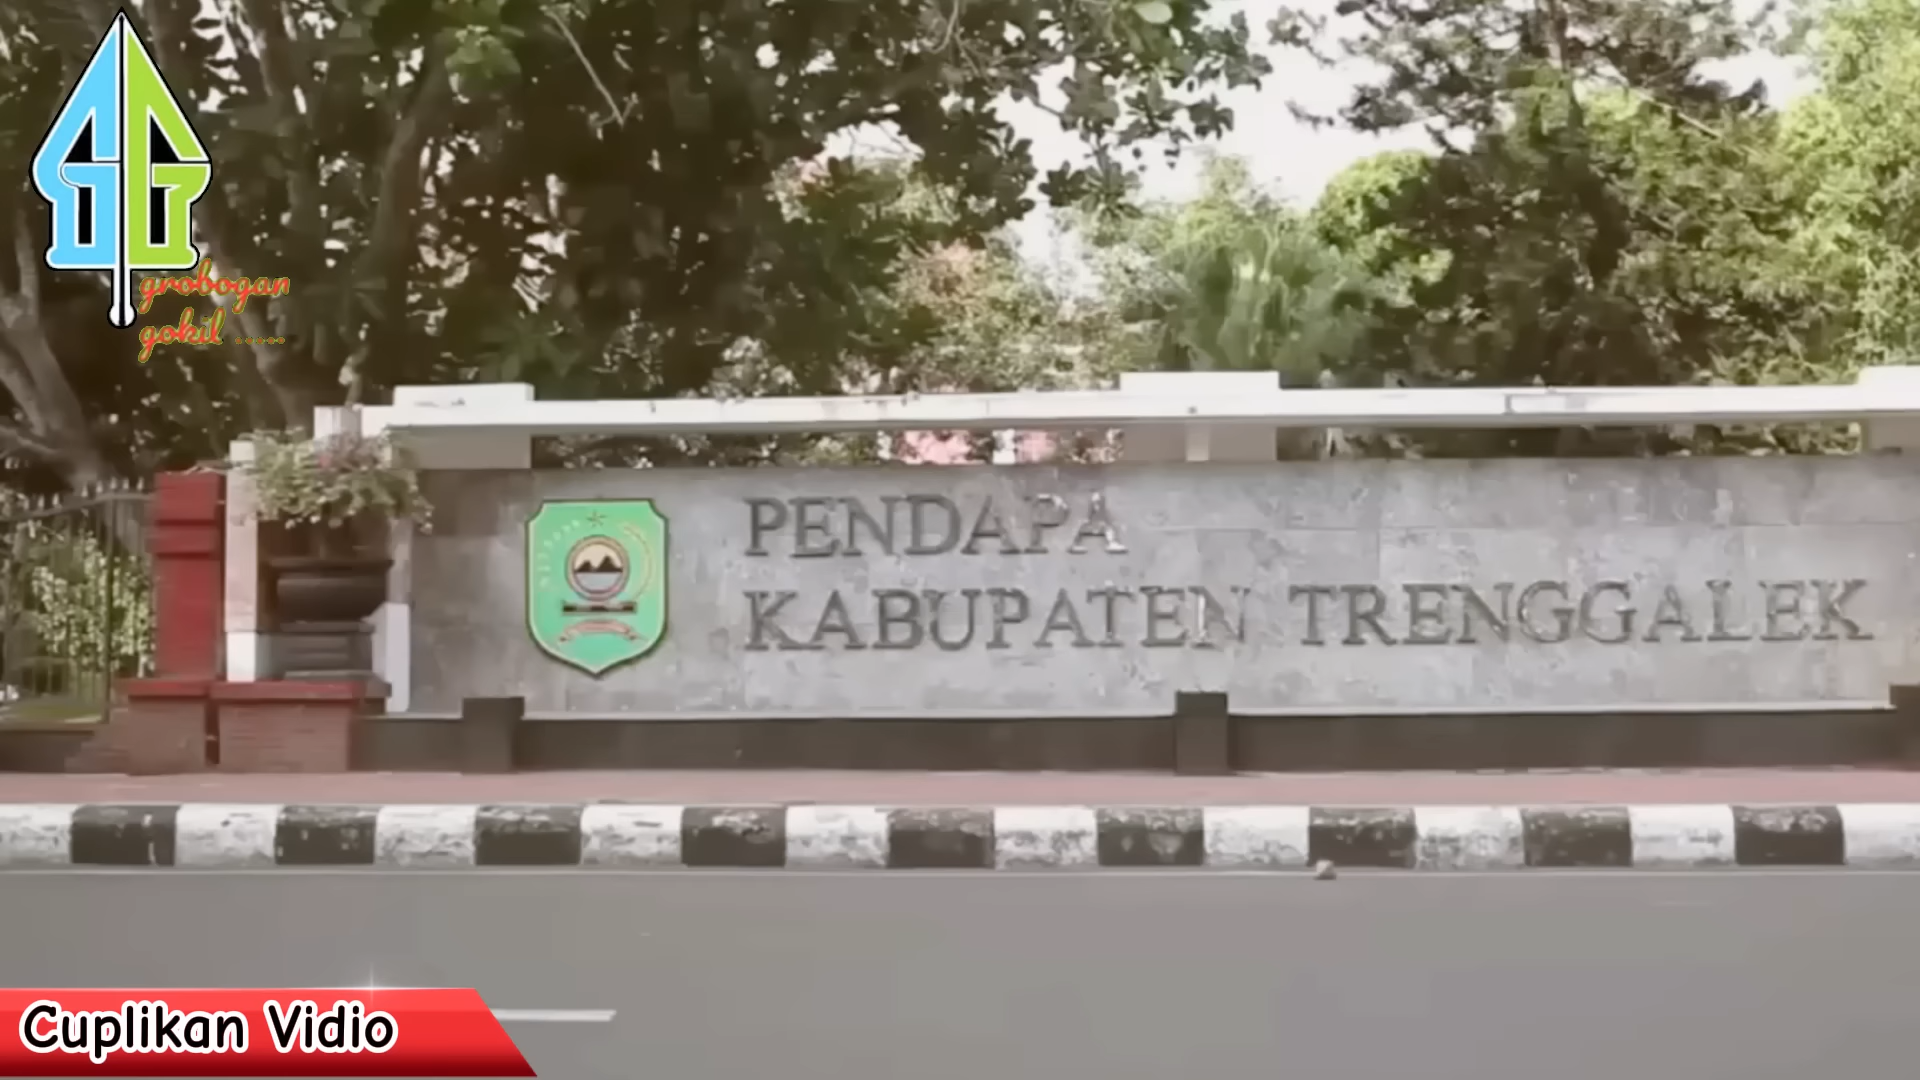 grobogan
gokil .....
PENDAPA
KABUPATEN TRENGGALEK
Cuplikan Vidio